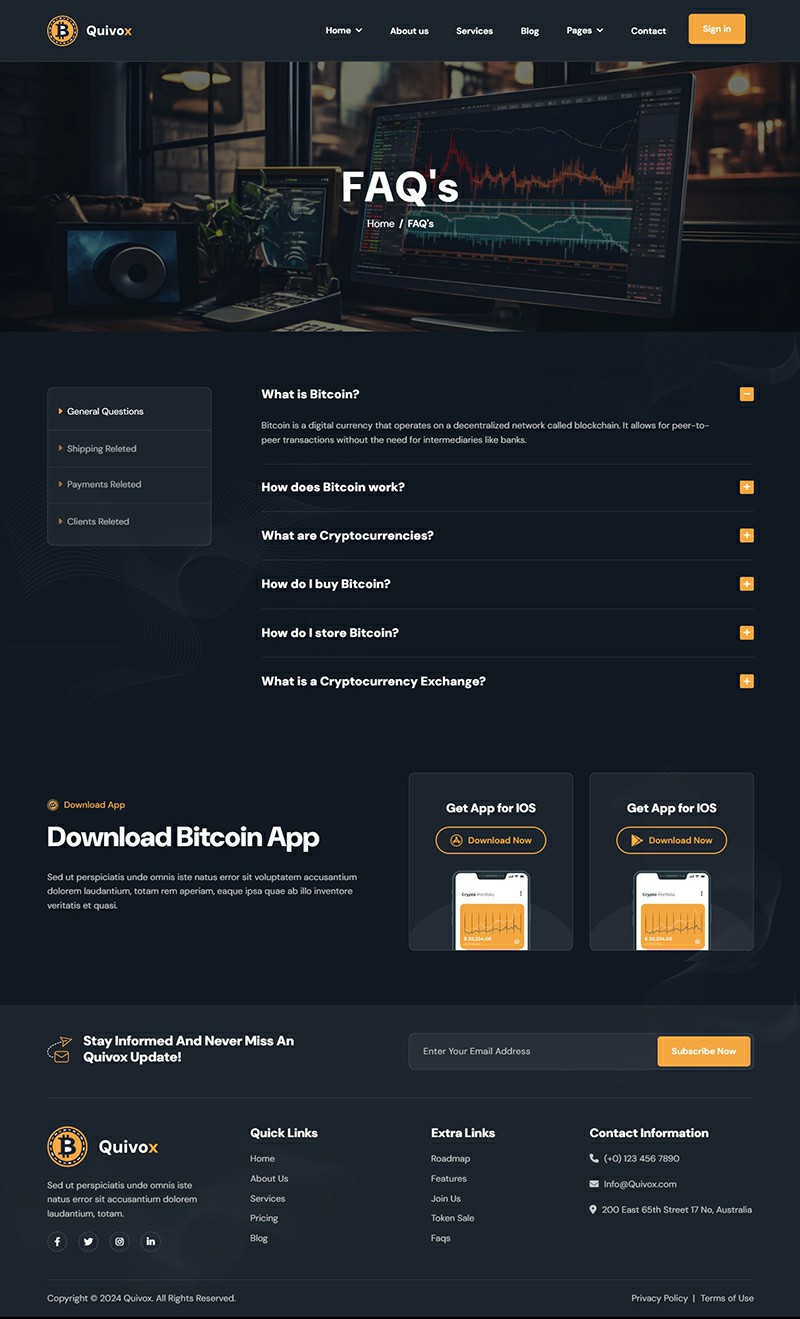 Quivox
Home
About us
Services
Blog
Pages
Contact
Sign in
FAQ's
Home / FAQ's
General Questions
Shipping Releted
Payments Releted
Clients Releted
What is Bitcoin?
Bitcoin is a digital currency that operates on a decentralized network called blockchain. It allows for peer-to-
peer transactions without the need for intermediaries like banks.
How does Bitcoin work?
What are Cryptocurrencies?
How do I buy Bitcoin?
How do I store Bitcoin?
What is a Cryptocurrency Exchange?
Download App
Download Bitcoin App
Sed ut perspiciatis unde omnis iste natus error sit voluptatem accusantium
dolorem laudantium, totam rem aperiam, eaque ipsa quae ab illo inventore
veritatis et quasi.
Get App for IOS
Download Now
Crypto Portfolio
$ 20,234.00
Get App for IOS
Download Now
Crypto Portfolio
$ 20,234.00
Stay Informed And Never Miss An
Quivox Update!
Enter Your Email Address
Subscribe Now
Quivox
Sed ut perspiciatis unde omnis iste
natus error sit accusantium dolorem
laudantium, totam.
Quick Links
Home
About Us
Services
Pricing
Blog
Extra Links
Roadmap
Features
Join Us
Token Sale
Faqs
Contact Information
(+0) 123 456 7890
Info@Quivox.com
200 East 65th Street 17 No, Australia
Copyright © 2024 Quivox. All Rights Reserved.
Privacy Policy | Terms of Use